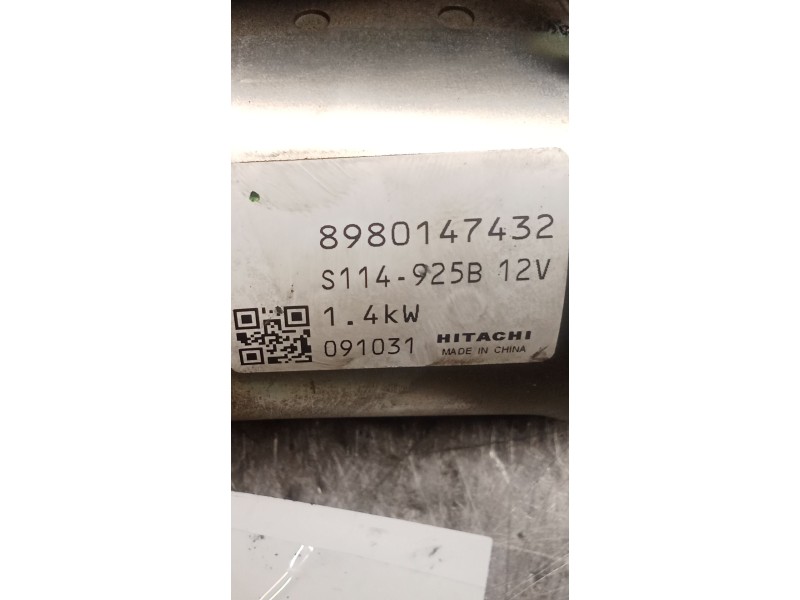 8980147432
S114-925B 12V
1.4kW
091031 HITACHI
MADE IN CHINA